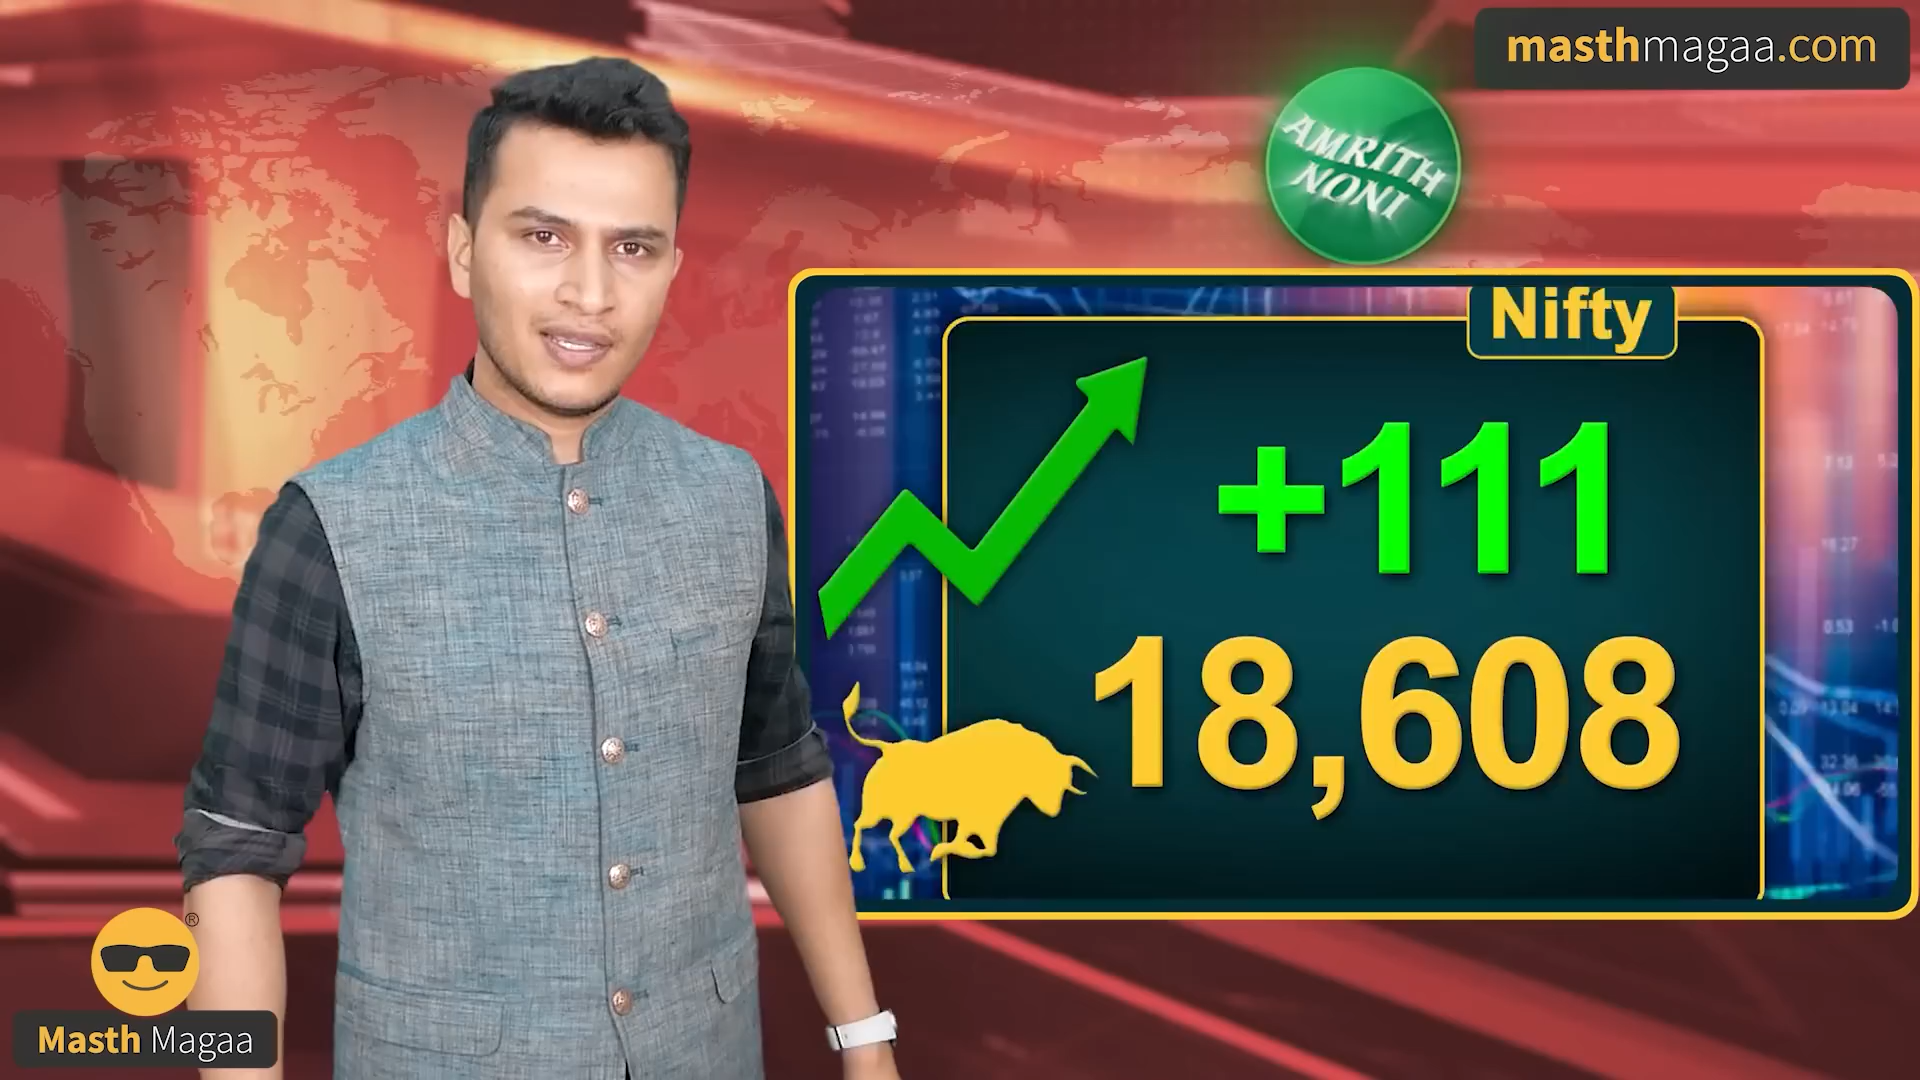 masthmagaa.com
AMRITH
NONI
Nifty
+111
18,608
®
Masth Magaa